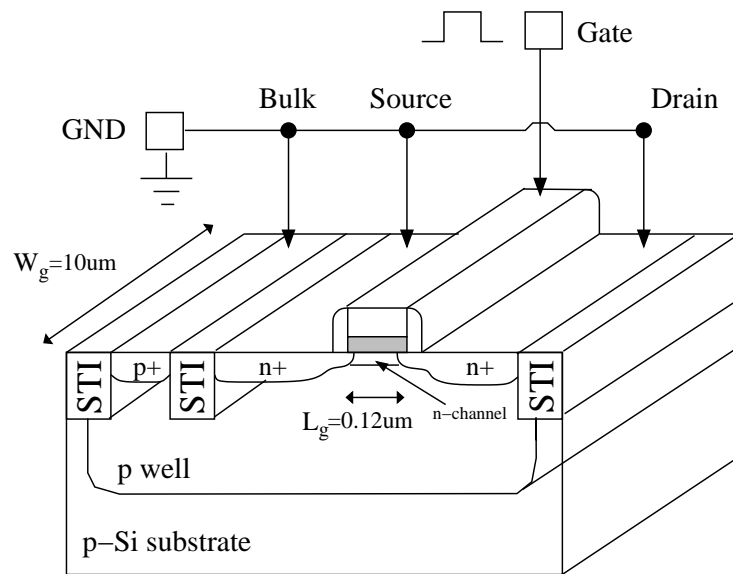 Gate
Bulk
Source
Drain
GND
W_g=10um
STI
p+
STI
n+
n+
STI
n−channel
L_g=0.12um
p well
p−Si substrate